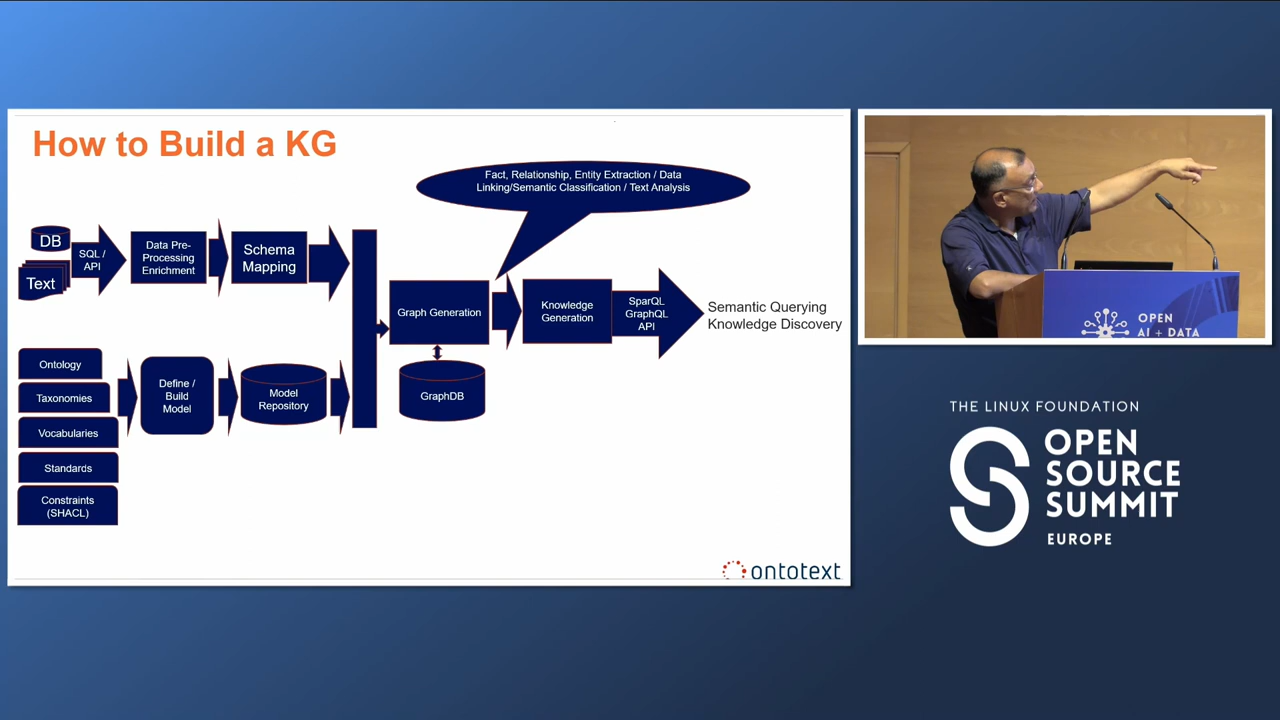 How to Build a KG
Fact, Relationship, Entity Extraction / Data
Linking/Semantic Classification / Text Analysis
DB
Text
SQL /
API
Data Pre-
Processing
Enrichment
Schema
Mapping
Graph Generation
Knowledge
Generation
SparQL
GraphQL
API
Semantic Querying
Knowledge Discovery
GraphDB
Ontology
Taxonomies
Vocabularies
Standards
Constraints
(SHACL)
Define /
Build
Model
Model
Repository
ontotext
OPEN
AI + DATA
THE LINUX FOUNDATION
OPEN
SOURCE
SUMMIT
EUROPE